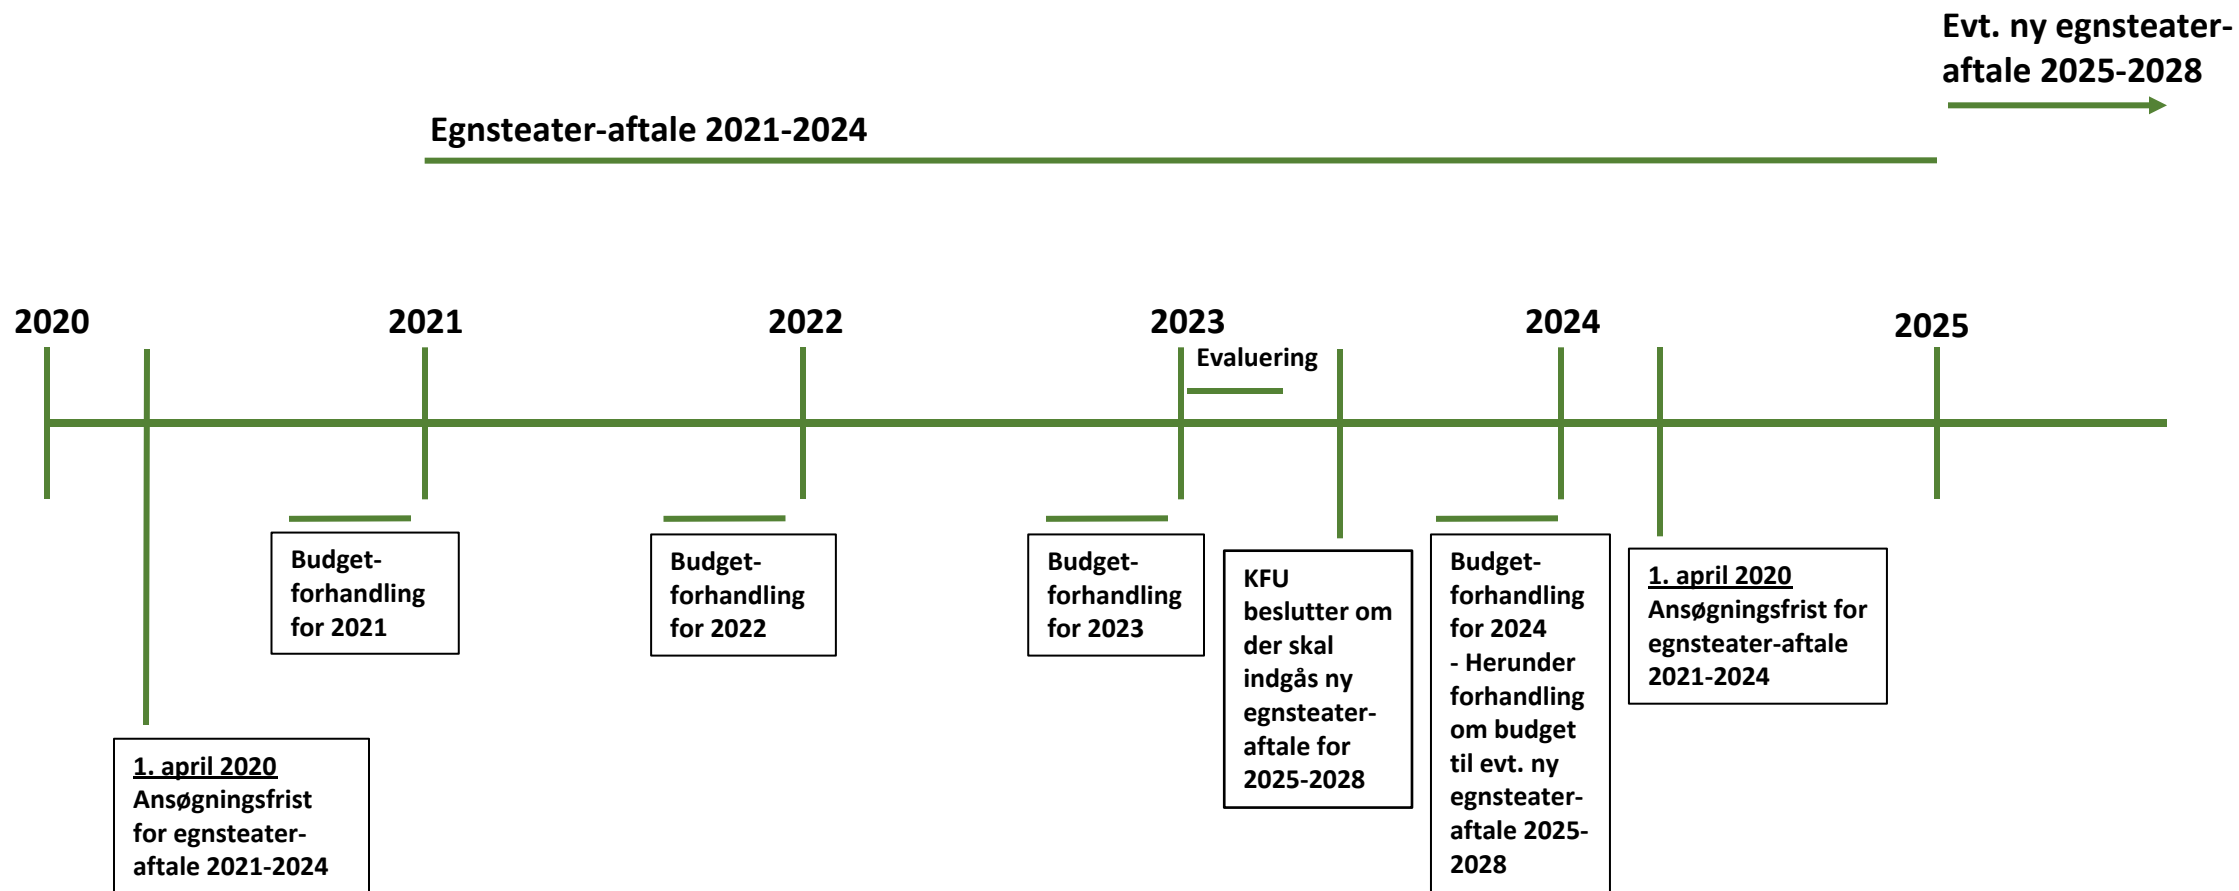 Evt. ny egnsteater-
aftale 2025-2028
Egnsteater-aftale 2021-2024
2020
2021
2022
2023
2024
2025
Evaluering
Budget-
forhandling
for 2021
Budget-
forhandling
for 2022
Budget-
forhandling
for 2023
KFU
beslutter om
der skal
indgås ny
egnsteater-
aftale for
2025-2028
Budget-
forhandling
for 2024
- Herunder
forhandling
om budget
til evt. ny
egnsteater-
aftale 2025-
2028
1. april 2020
Ansøgningsfrist for
egnsteater-aftale
2021-2024
1. april 2020
Ansøgningsfrist
for egnsteater-
aftale 2021-2024